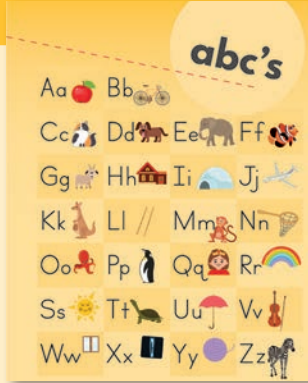 abc's
Aa Bb
Cc Dd Ee Ff
Gg Hh Ii Jj
Kk Ll Mm Nn
Oo Pp Qq Rr
Ss Tt Uu Vv
Ww Xx Yy Zz